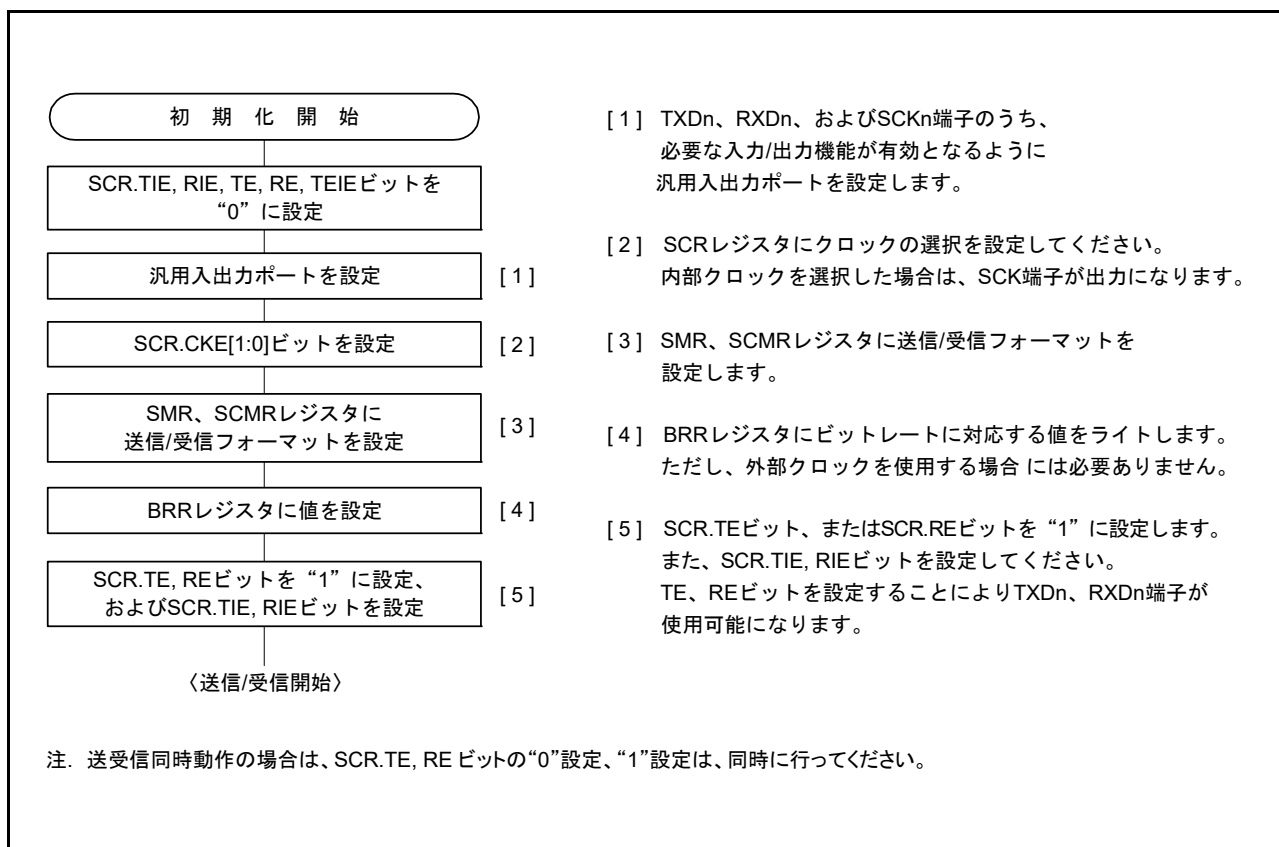 初 期 化 開 始
SCR.TIE, RIE, TE, RE, TEIEビットを
“0”に設定
汎用入出力ポートを設定
[1]
SCR.CKE[1:0]ビットを設定
[2]
SMR、SCMRレジスタに
送信/受信フォーマットを設定
[3]
BRRレジスタに値を設定
[4]
SCR.TE, REビットを“1”に設定、
およびSCR.TIE, RIEビットを設定
[5]
〈送信/受信開始〉
[1] TXDn、RXDn、およびSCKn端子のうち、
必要な入力/出力機能が有効となるように
汎用入出力ポートを設定します。
[2] SCRレジスタにクロックの選択を設定してください。
内部クロックを選択した場合は、SCK端子が出力になります。
[3] SMR、SCMRレジスタに送信/受信フォーマットを
設定します。
[4] BRRレジスタにビットレートに対応する値をライトします。
ただし、外部クロックを使用する場合 には必要ありません。
[5] SCR.TEビット、またはSCR.REビットを“1”に設定します。
また、SCR.TIE, RIEビットを設定してください。
TE、REビットを設定することによりTXDn、RXDn端子が
使用可能になります。
注. 送受信同時動作の場合は、SCR.TE, RE ビットの“0”設定、“1”設定は、同時に行ってください。